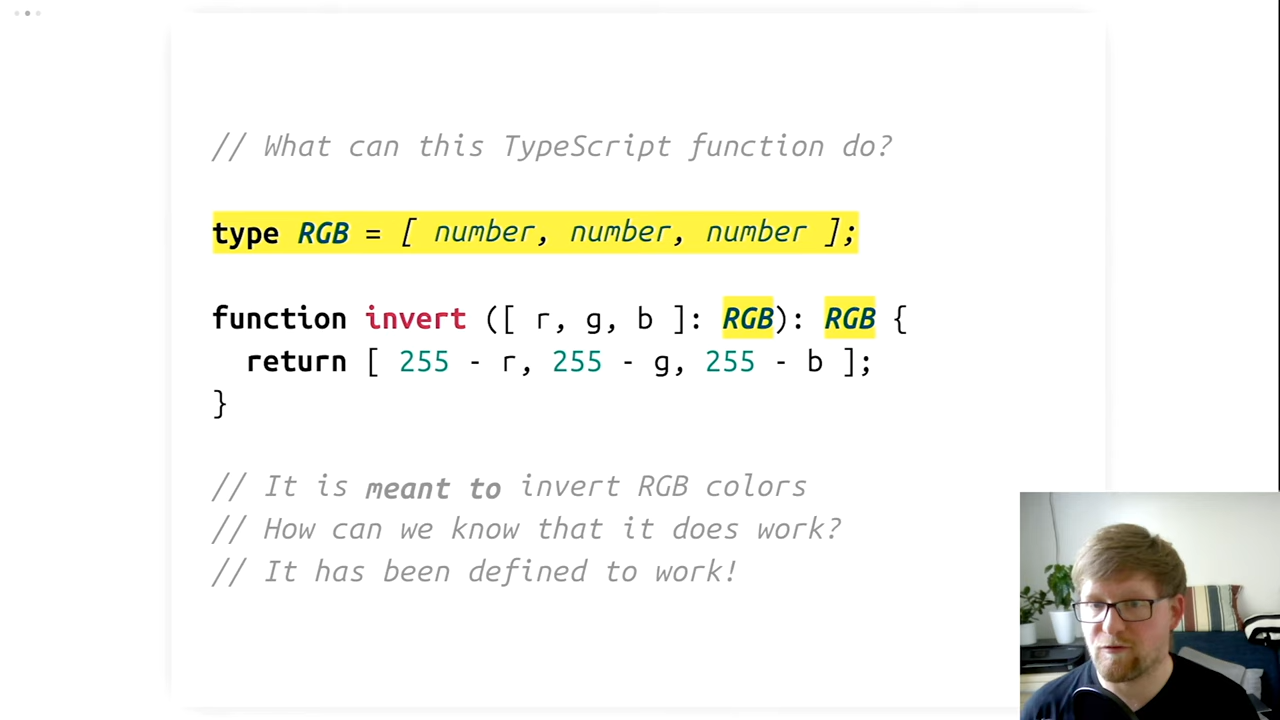 // What can this TypeScript function do?
type RGB = [ number, number, number ];
function invert ([ r, g, b ]: RGB): RGB {
return [ 255 - r, 255 - g, 255 - b ];
}
// It is meant to invert RGB colors
// How can we know that it does work?
// It has been defined to work!